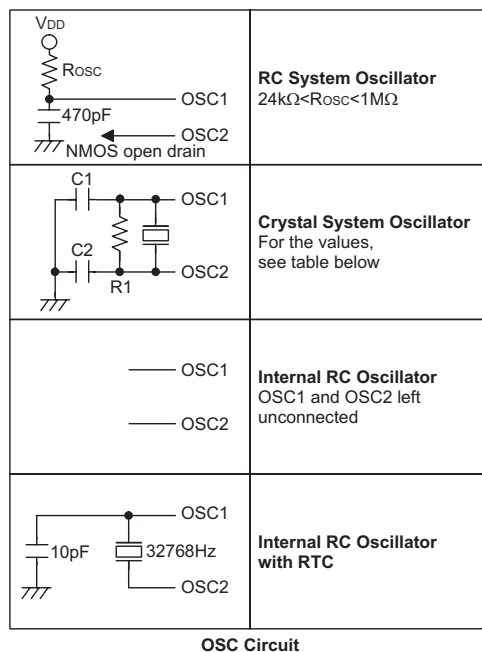 VDD
ROSC
OSC1
470pF
OSC2
NMOS open drain
RC System Oscillator
24kΩ<Rosc<1MΩ
C1
OSC1
C2
OSC2
R1
Crystal System Oscillator
For the values,
see table below
OSC1
OSC2
Internal RC Oscillator
OSC1 and OSC2 left
unconnected
OSC1
10pF
32768Hz
OSC2
Internal RC Oscillator
with RTC
OSC Circuit